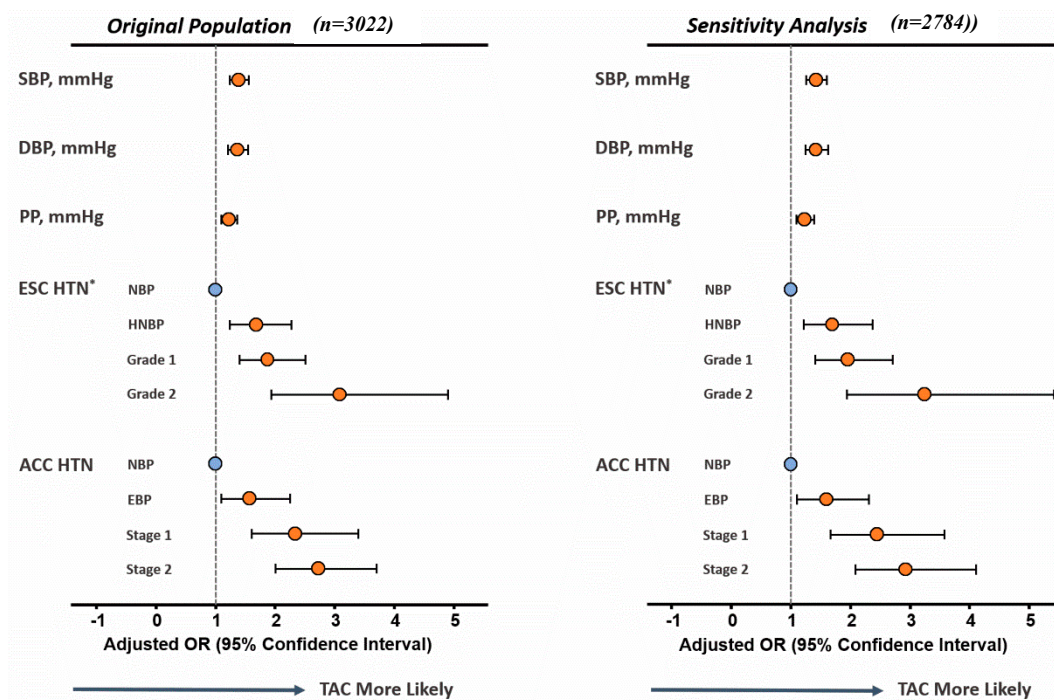 Original Population (n=3022)
SBP, mmHg
DBP, mmHg
PP, mmHg
ESC HTN* NBP
HNBP
Grade 1
Grade 2
ACC HTN NBP
EBP
Stage 1
Stage 2
-1 0 1 2 3 4 5
Adjusted OR (95% Confidence Interval)
TAC More Likely
Sensitivity Analysis (n=2784))
SBP, mmHg
DBP, mmHg
PP, mmHg
ESC HTN* NBP
HNBP
Grade 1
Grade 2
ACC HTN NBP
EBP
Stage 1
Stage 2
-1 0 1 2 3 4 5
Adjusted OR (95% Confidence Interval)
TAC More Likely